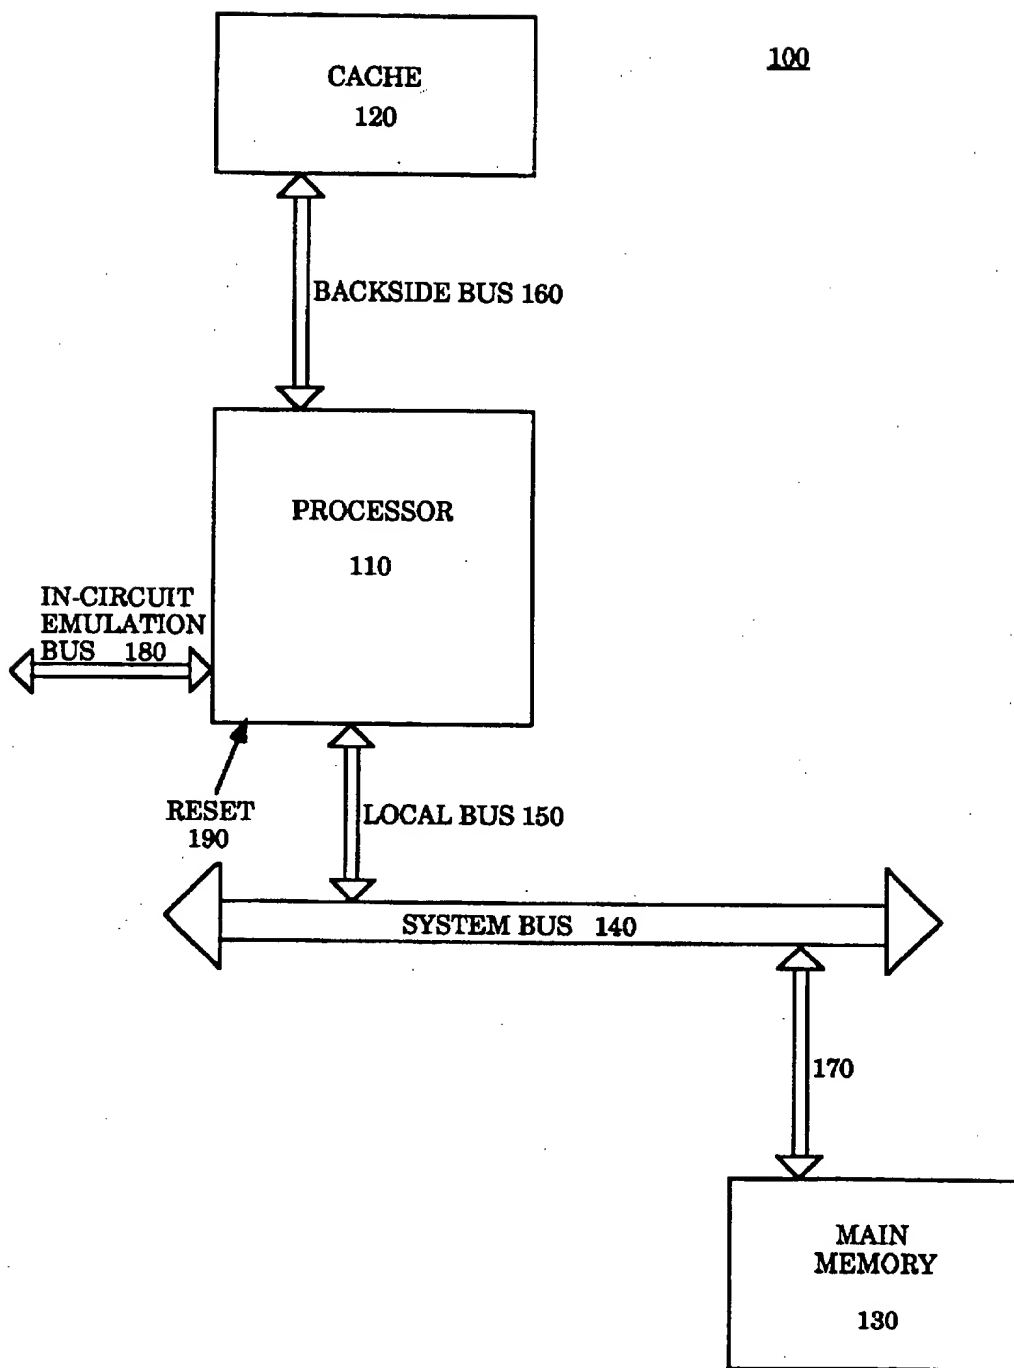 100
CACHE
120
BACKSIDE BUS 160
PROCESSOR
110
IN-CIRCUIT
EMULATION
BUS 180
RESET
190
LOCAL BUS 150
SYSTEM BUS 140
170
MAIN
MEMORY
130